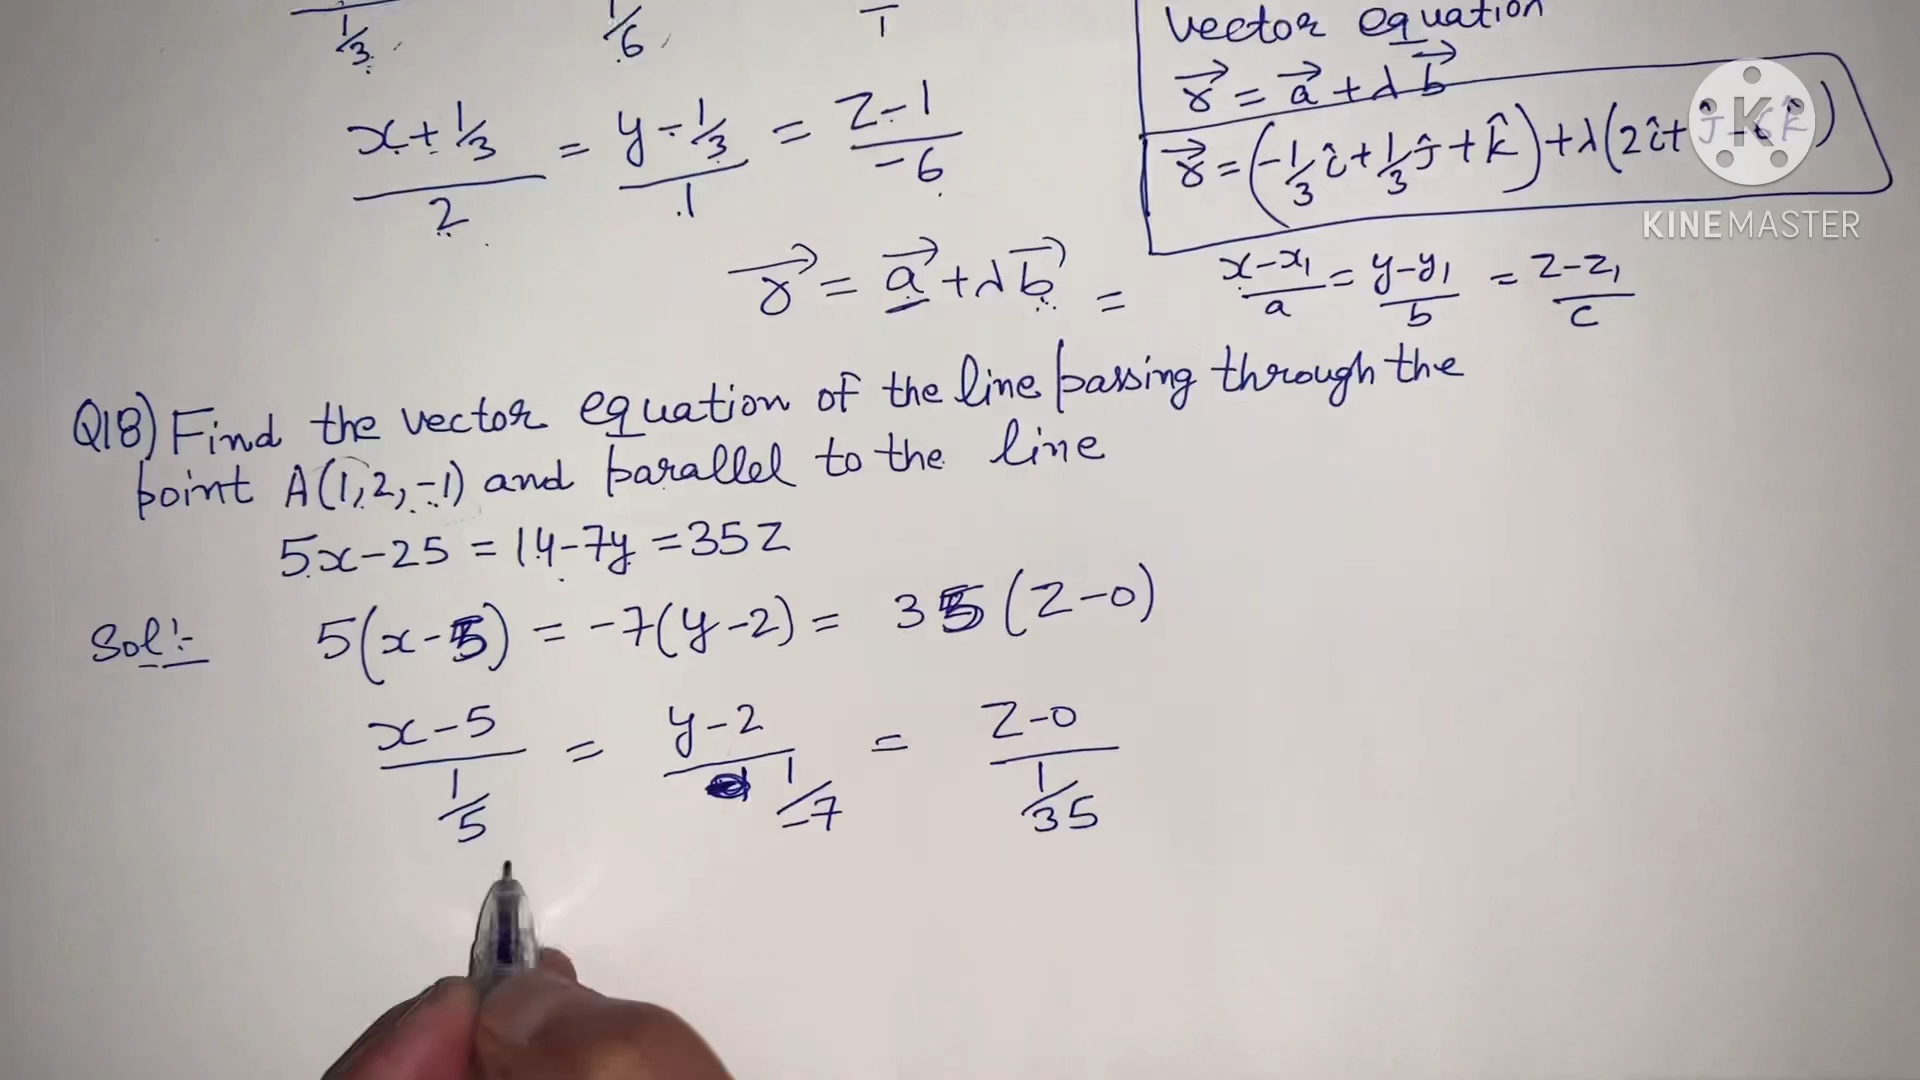 1/3 1/6 1
vector equation
r⃗ = a⃗ + λ b⃗
(x + 1/3)/2 = (y - 1/3)/1 = (z - 1)/-6
r⃗ = (-1/3 î + 1/3 ĵ + k̂) + λ(2î + ĵ - 6k̂)
K
KINEMASTER
r⃗ = a⃗ + λ b⃗ = (x - x₁)/a = (y - y₁)/b = (z - z₁)/c
Q18) Find the vector equation of the line passing through the
point A(1, 2, -1) and parallel to the line
5x - 25 = 14 - 7y = 35z
Sol:- 5(x - 5) = -7(y - 2) = 35(z - 0)
(x - 5)/(1/5) = (y - 2)/(1/-7) = (z - 0)/(1/35)